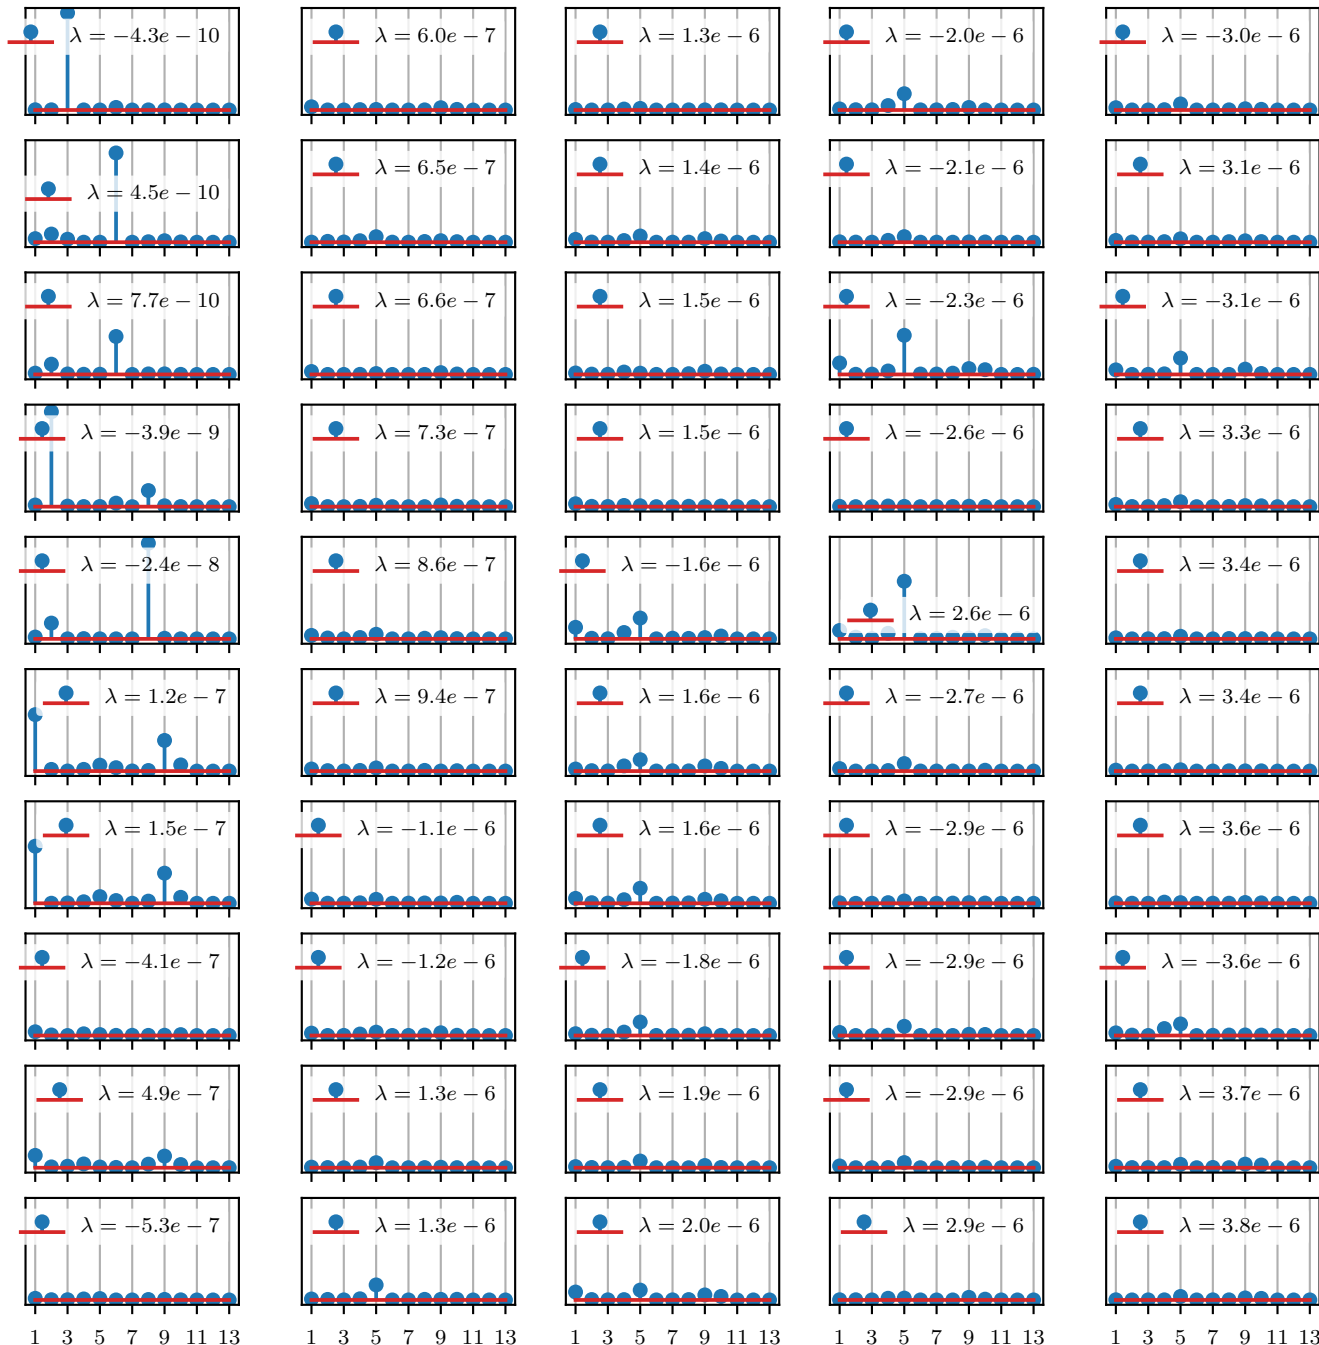 λ = −4.3e − 10
λ = 6.0e − 7
λ = 1.3e − 6
λ = −2.0e − 6
λ = −3.0e − 6
λ = 4.5e − 10
λ = 6.5e − 7
λ = 1.4e − 6
λ = −2.1e − 6
λ = 3.1e − 6
λ = 7.7e − 10
λ = 6.6e − 7
λ = 1.5e − 6
λ = −2.3e − 6
λ = −3.1e − 6
λ = −3.9e − 9
λ = 7.3e − 7
λ = 1.5e − 6
λ = −2.6e − 6
λ = 3.3e − 6
λ = −2.4e − 8
λ = 8.6e − 7
λ = −1.6e − 6
λ = 2.6e − 6
λ = 3.4e − 6
λ = 1.2e − 7
λ = 9.4e − 7
λ = 1.6e − 6
λ = −2.7e − 6
λ = 3.4e − 6
λ = 1.5e − 7
λ = −1.1e − 6
λ = 1.6e − 6
λ = −2.9e − 6
λ = 3.6e − 6
λ = −4.1e − 7
λ = −1.2e − 6
λ = −1.8e − 6
λ = −2.9e − 6
λ = −3.6e − 6
λ = 4.9e − 7
λ = 1.3e − 6
λ = 1.9e − 6
λ = −2.9e − 6
λ = 3.7e − 6
λ = −5.3e − 7
λ = 1.3e − 6
λ = 2.0e − 6
λ = 2.9e − 6
λ = 3.8e − 6
1 3 5 7 9 11 13
1 3 5 7 9 11 13
1 3 5 7 9 11 13
1 3 5 7 9 11 13
1 3 5 7 9 11 13